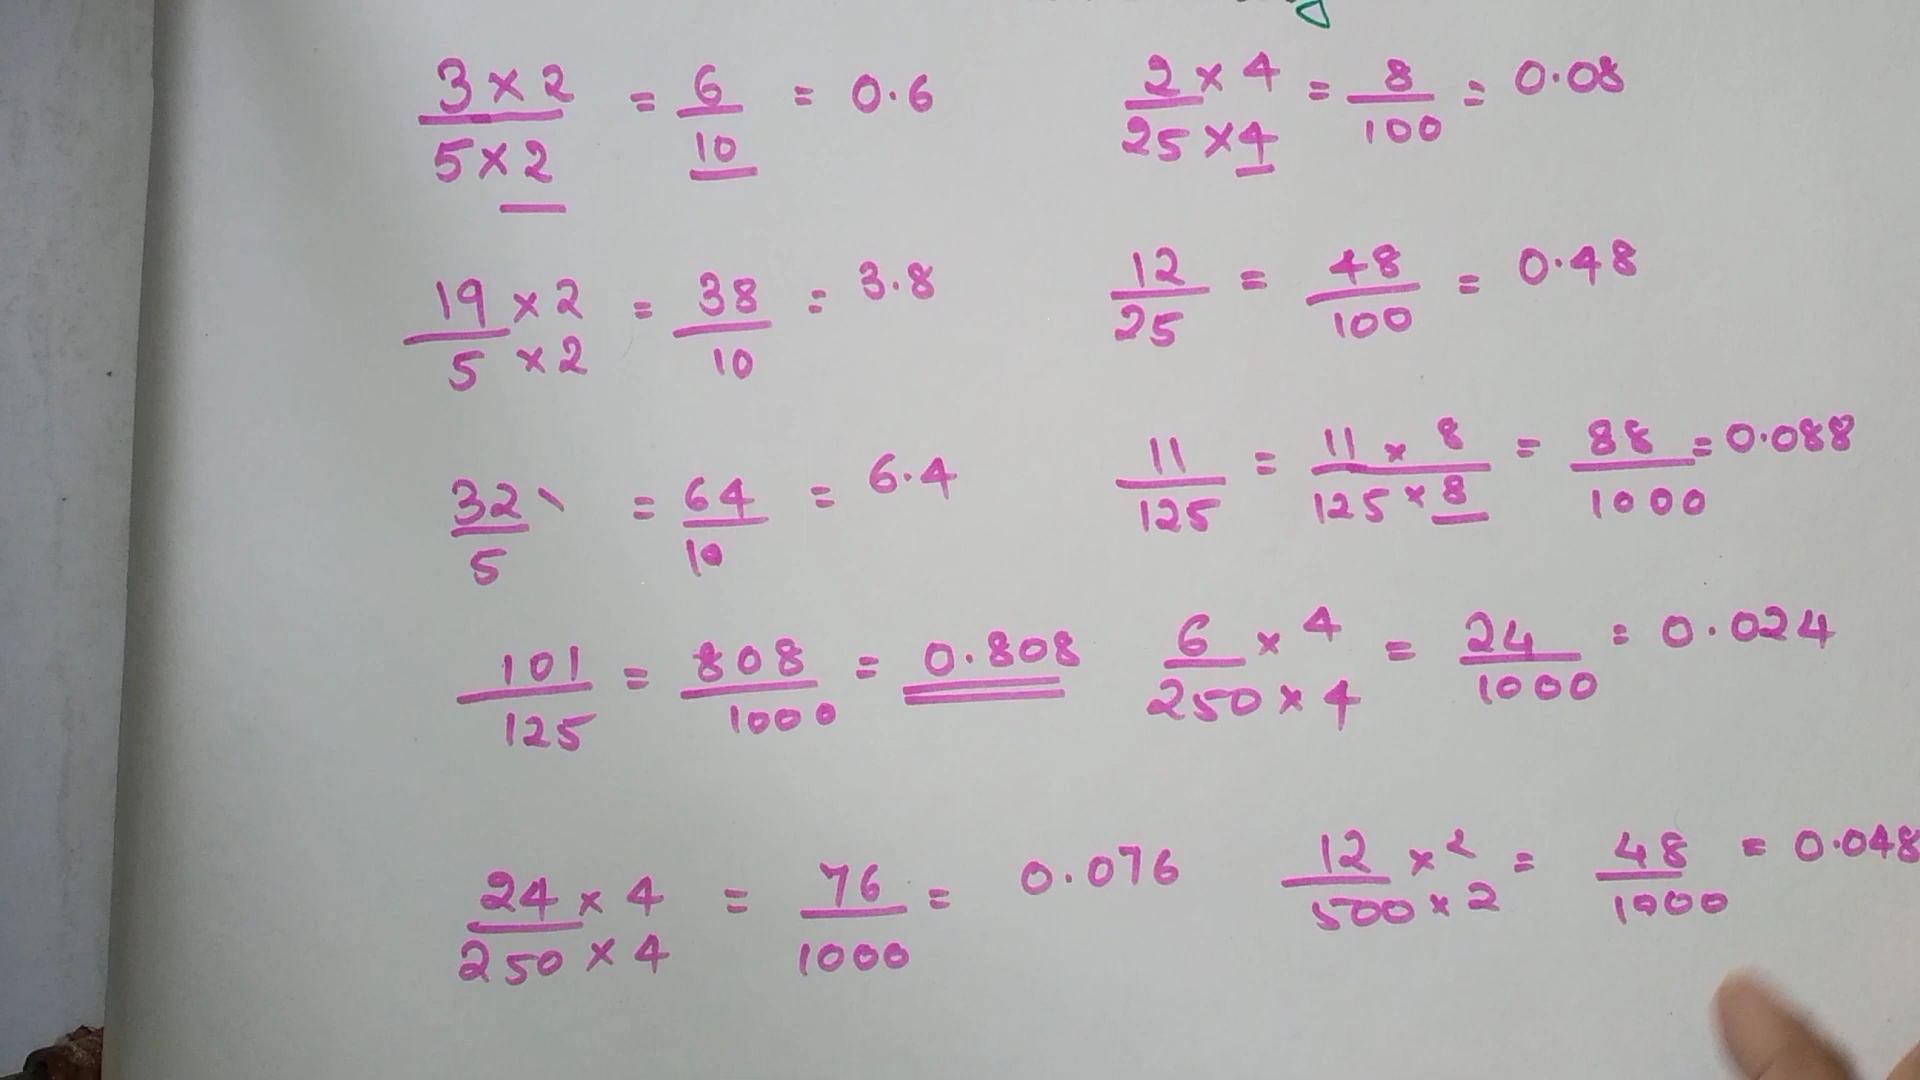 3 × 2 / 5 × 2 = 6 / 10 = 0.6
2 × 4 / 25 × 4 = 8 / 100 = 0.08
19 × 2 / 5 × 2 = 38 / 10 = 3.8
12 / 25 = 48 / 100 = 0.48
32 / 5 = 64 / 10 = 6.4
11 / 125 = 11 × 8 / 125 × 8 = 88 / 1000 = 0.088
101 / 125 = 808 / 1000 = 0.808
6 × 4 / 250 × 4 = 24 / 1000 = 0.024
24 × 4 / 250 × 4 = 76 / 1000 = 0.076
12 × 2 / 500 × 2 = 48 / 1000 = 0.048